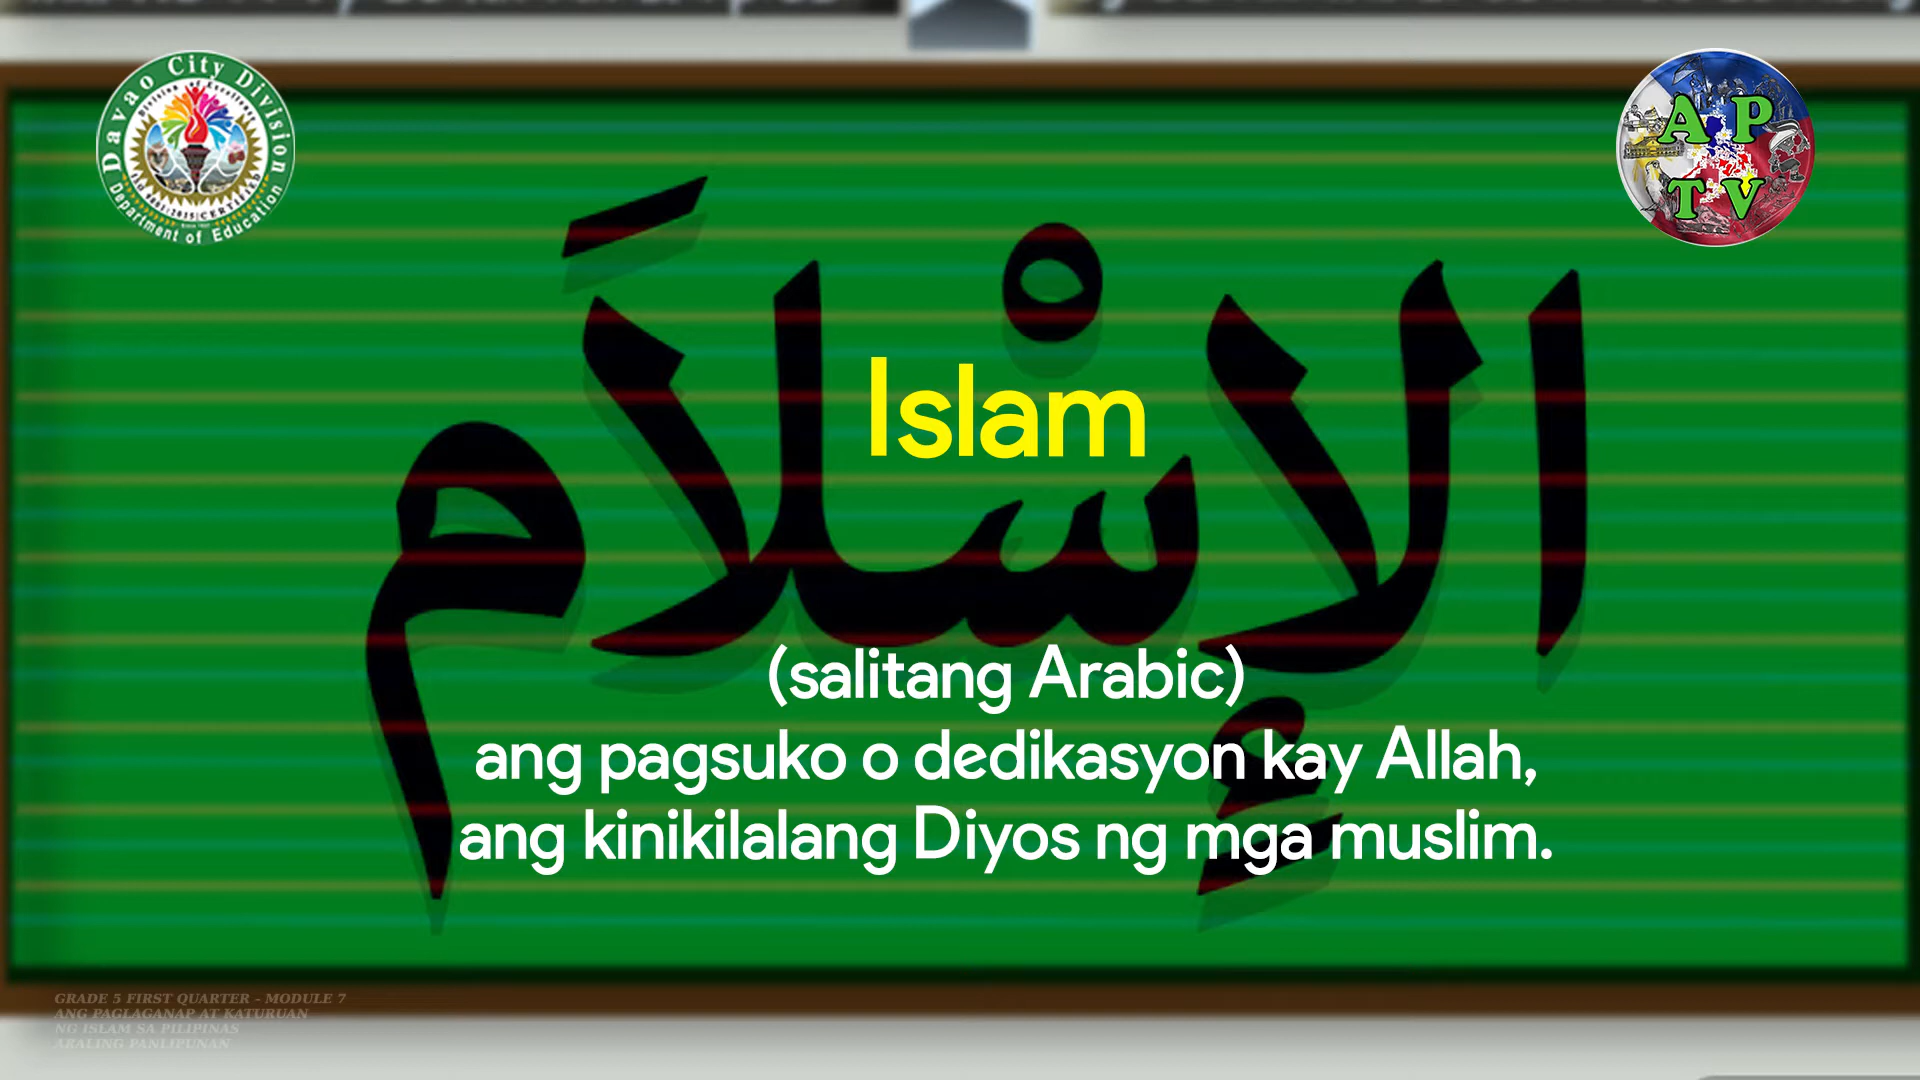 Davao City Division
Department of Education
A P
T V
الإِسْلاَم
Islam
(salitang Arabic)
ang pagsuko o dedikasyon kay Allah,
ang kinikilalang Diyos ng mga muslim.
GRADE 5 FIRST QUARTER - MODULE 7
ANG PAGLAGANAP AT KATURUAN
NG ISLAM SA PILIPINAS
ARALING PANLIPUNAN